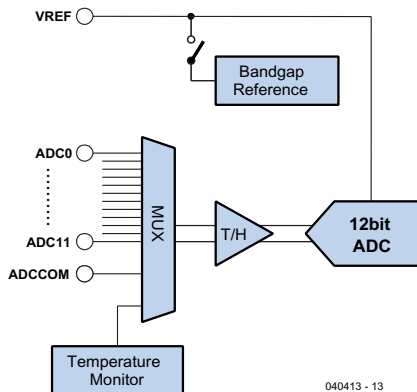 VREF
Bandgap
Reference
ADC0
MUX
T/H
12bit
ADC
ADC11
ADCCOM
Temperature
Monitor
040413 - 13